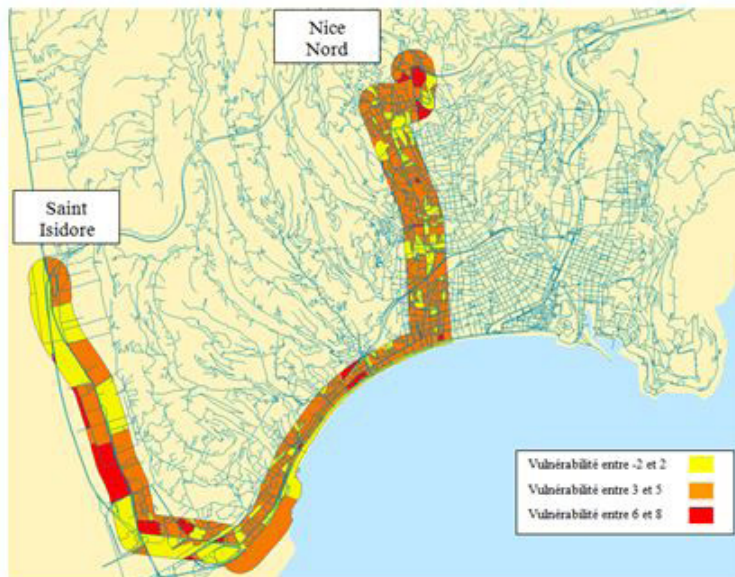 Nice
Nord
Saint
Isidore
Vulnérabilité entre -2 et 2
Vulnérabilité entre 3 et 5
Vulnérabilité entre 6 et 8